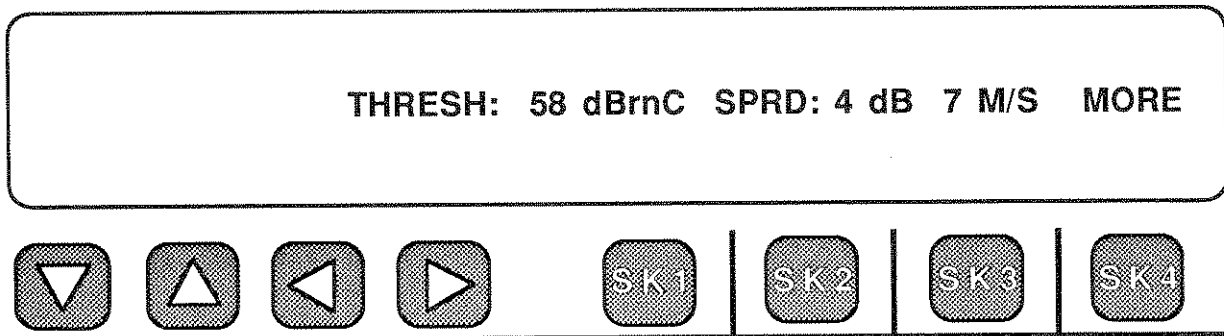 THRESH: 58 dBrnC SPRD: 4 dB 7 M/S MORE
SK1 SK2 SK3 SK4